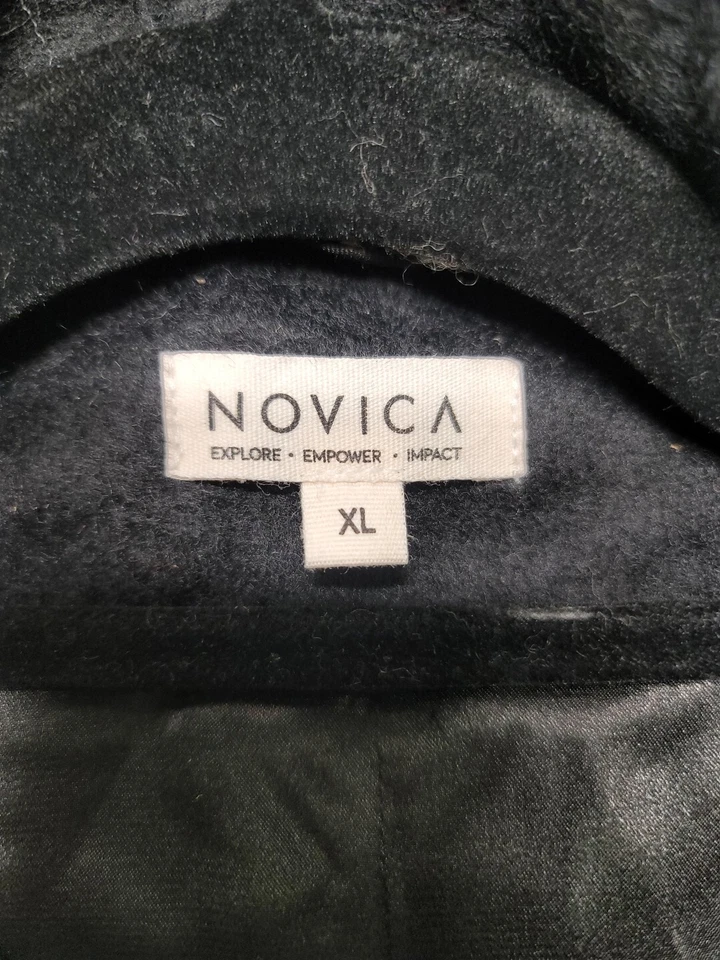 NOVICA
EXPLORE • EMPOWER • IMPACT
XL